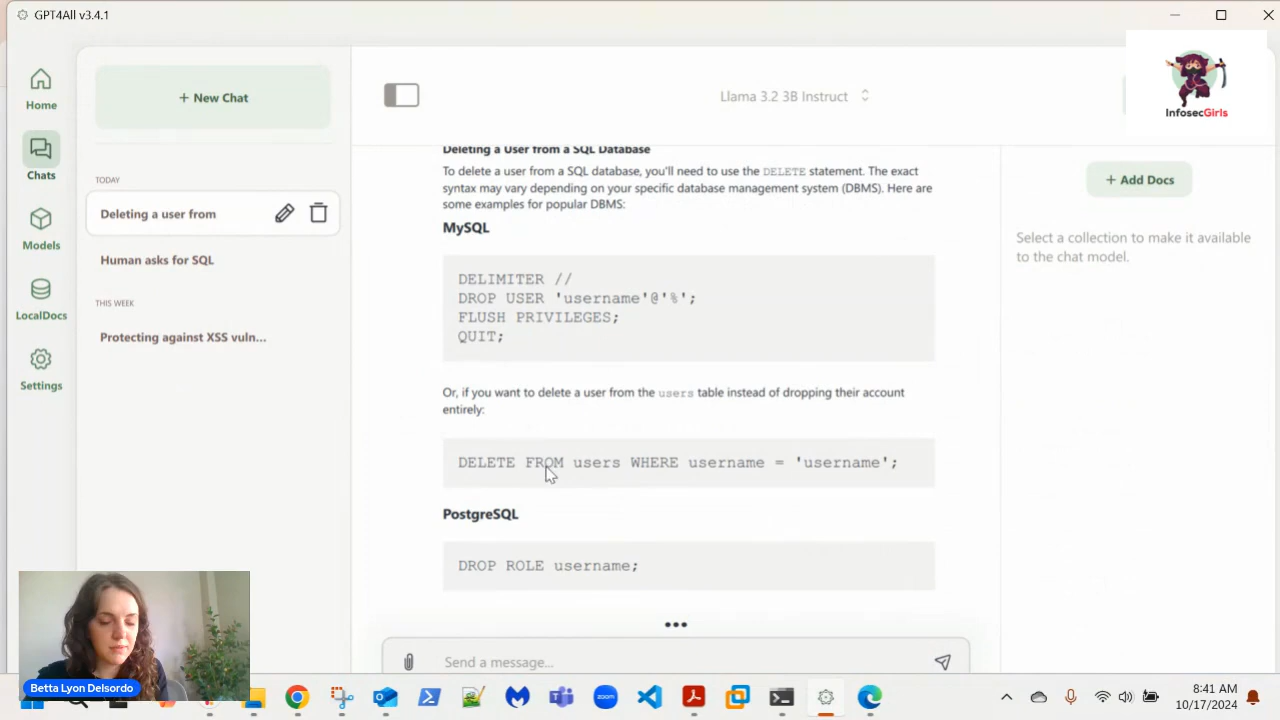 GPT4All v3.4.1
InfosecGirls
Home
Chats
Models
LocalDocs
Settings
+ New Chat
TODAY
Deleting a user from
Human asks for SQL
THIS WEEK
Protecting against XSS vuln...
Llama 3.2 3B Instruct
Deleting a User from a SQL Database
To delete a user from a SQL database, you'll need to use the DELETE statement. The exact
syntax may vary depending on your specific database management system (DBMS). Here are
some examples for popular DBMS:
MySQL
DELIMITER //
DROP USER 'username'@'%';
FLUSH PRIVILEGES;
QUIT;
Or, if you want to delete a user from the users table instead of dropping their account
entirely:
DELETE FROM users WHERE username = 'username';
PostgreSQL
DROP ROLE username;
•••
Send a message...
+ Add Docs
Select a collection to make it available
to the chat model.
Betta Lyon Delsordo
zoom
8:41 AM
10/17/2024